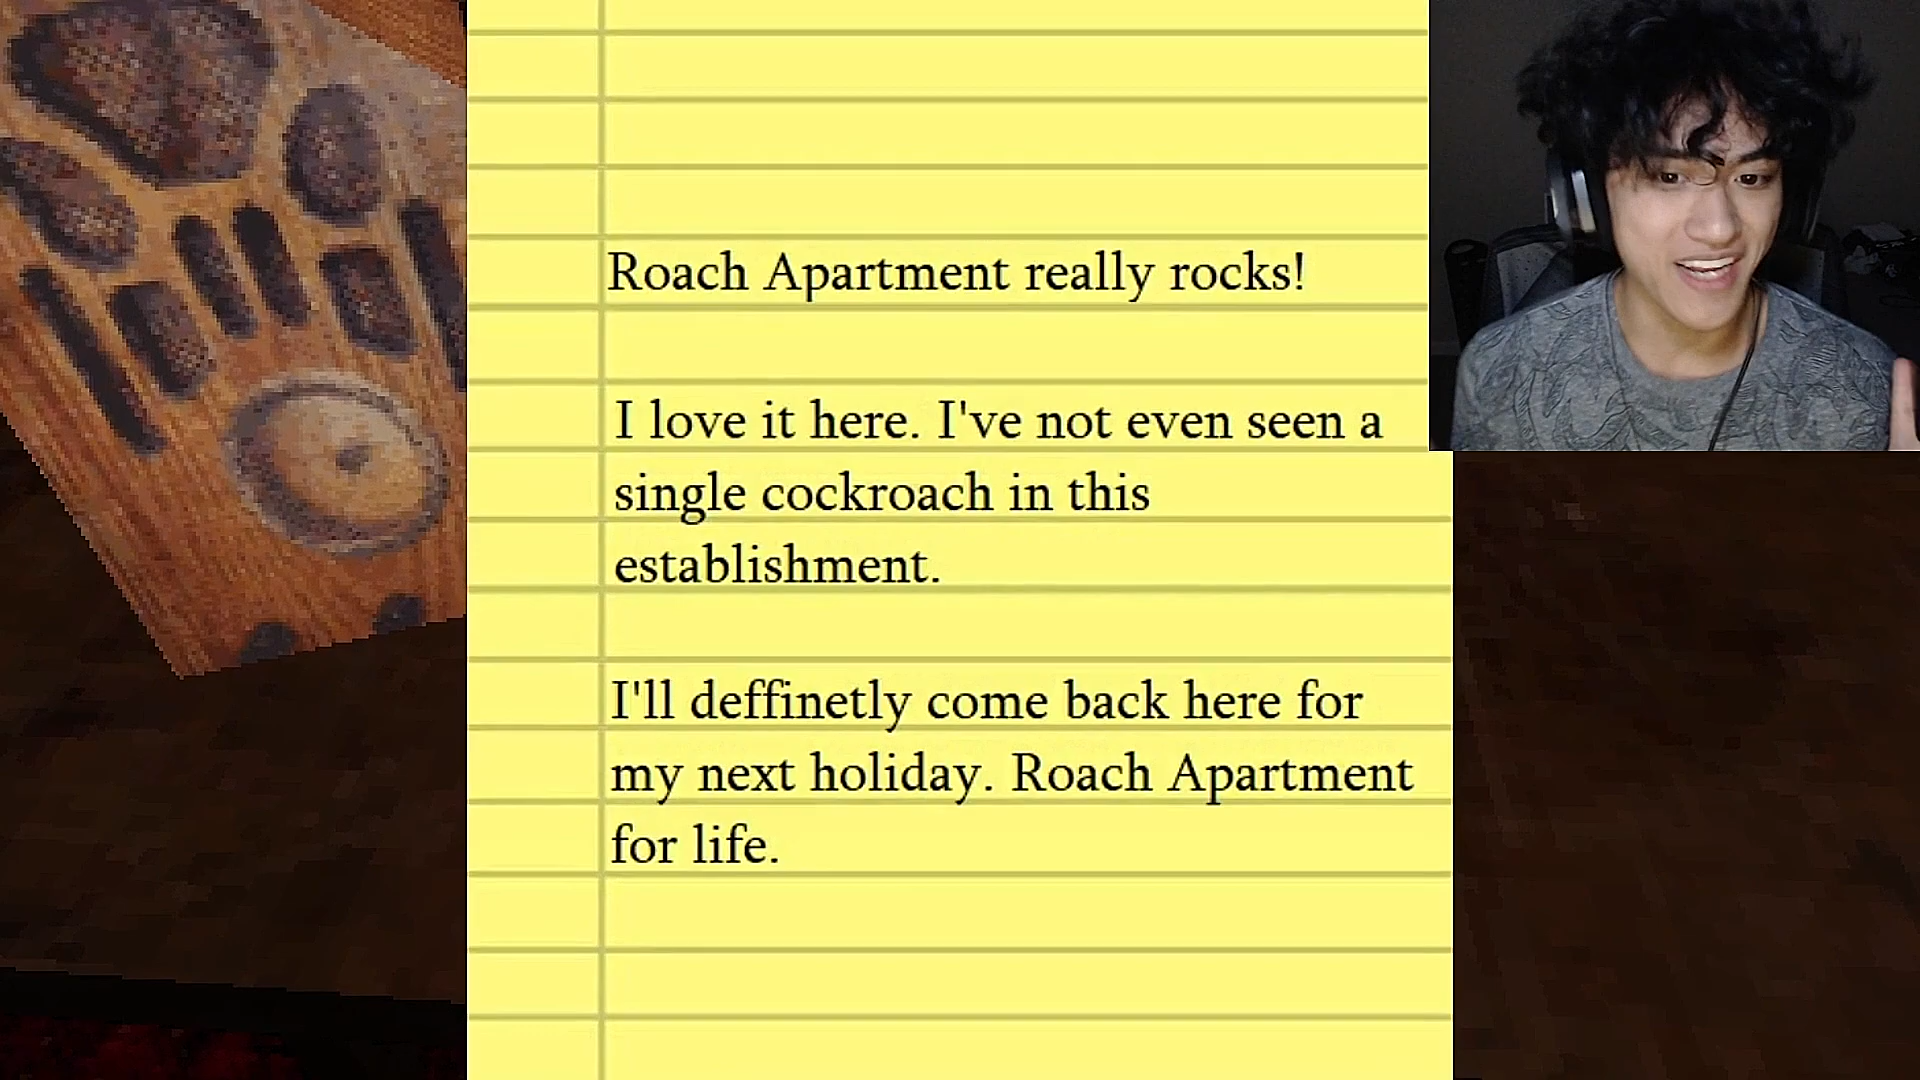 Roach Apartment really rocks!
I love it here. I've not even seen a
single cockroach in this
establishment.
I'll deffinetly come back here for
my next holiday. Roach Apartment
for life.